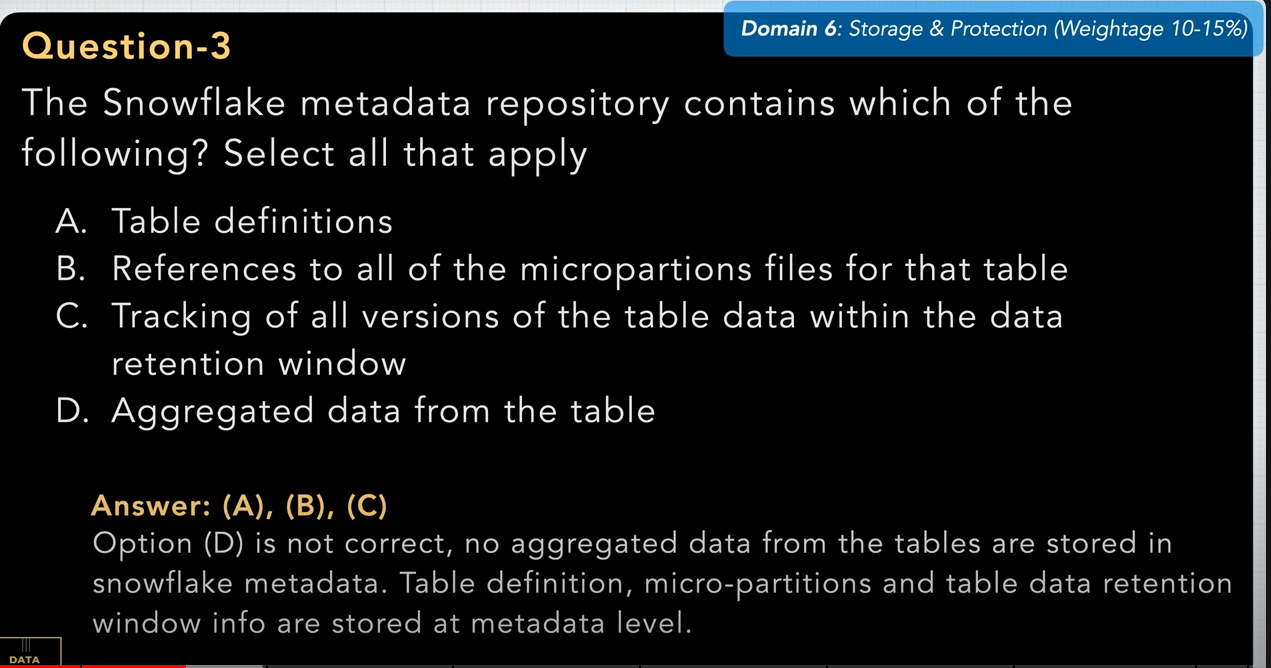 Domain 6: Storage & Protection (Weightage 10-15%)
Question-3
The Snowflake metadata repository contains which of the
following? Select all that apply
A. Table definitions
B. References to all of the micropartions files for that table
C. Tracking of all versions of the table data within the data
retention window
D. Aggregated data from the table
Answer: (A), (B), (C)
Option (D) is not correct, no aggregated data from the tables are stored in
snowflake metadata. Table definition, micro-partitions and table data retention
window info are stored at metadata level.
DATA